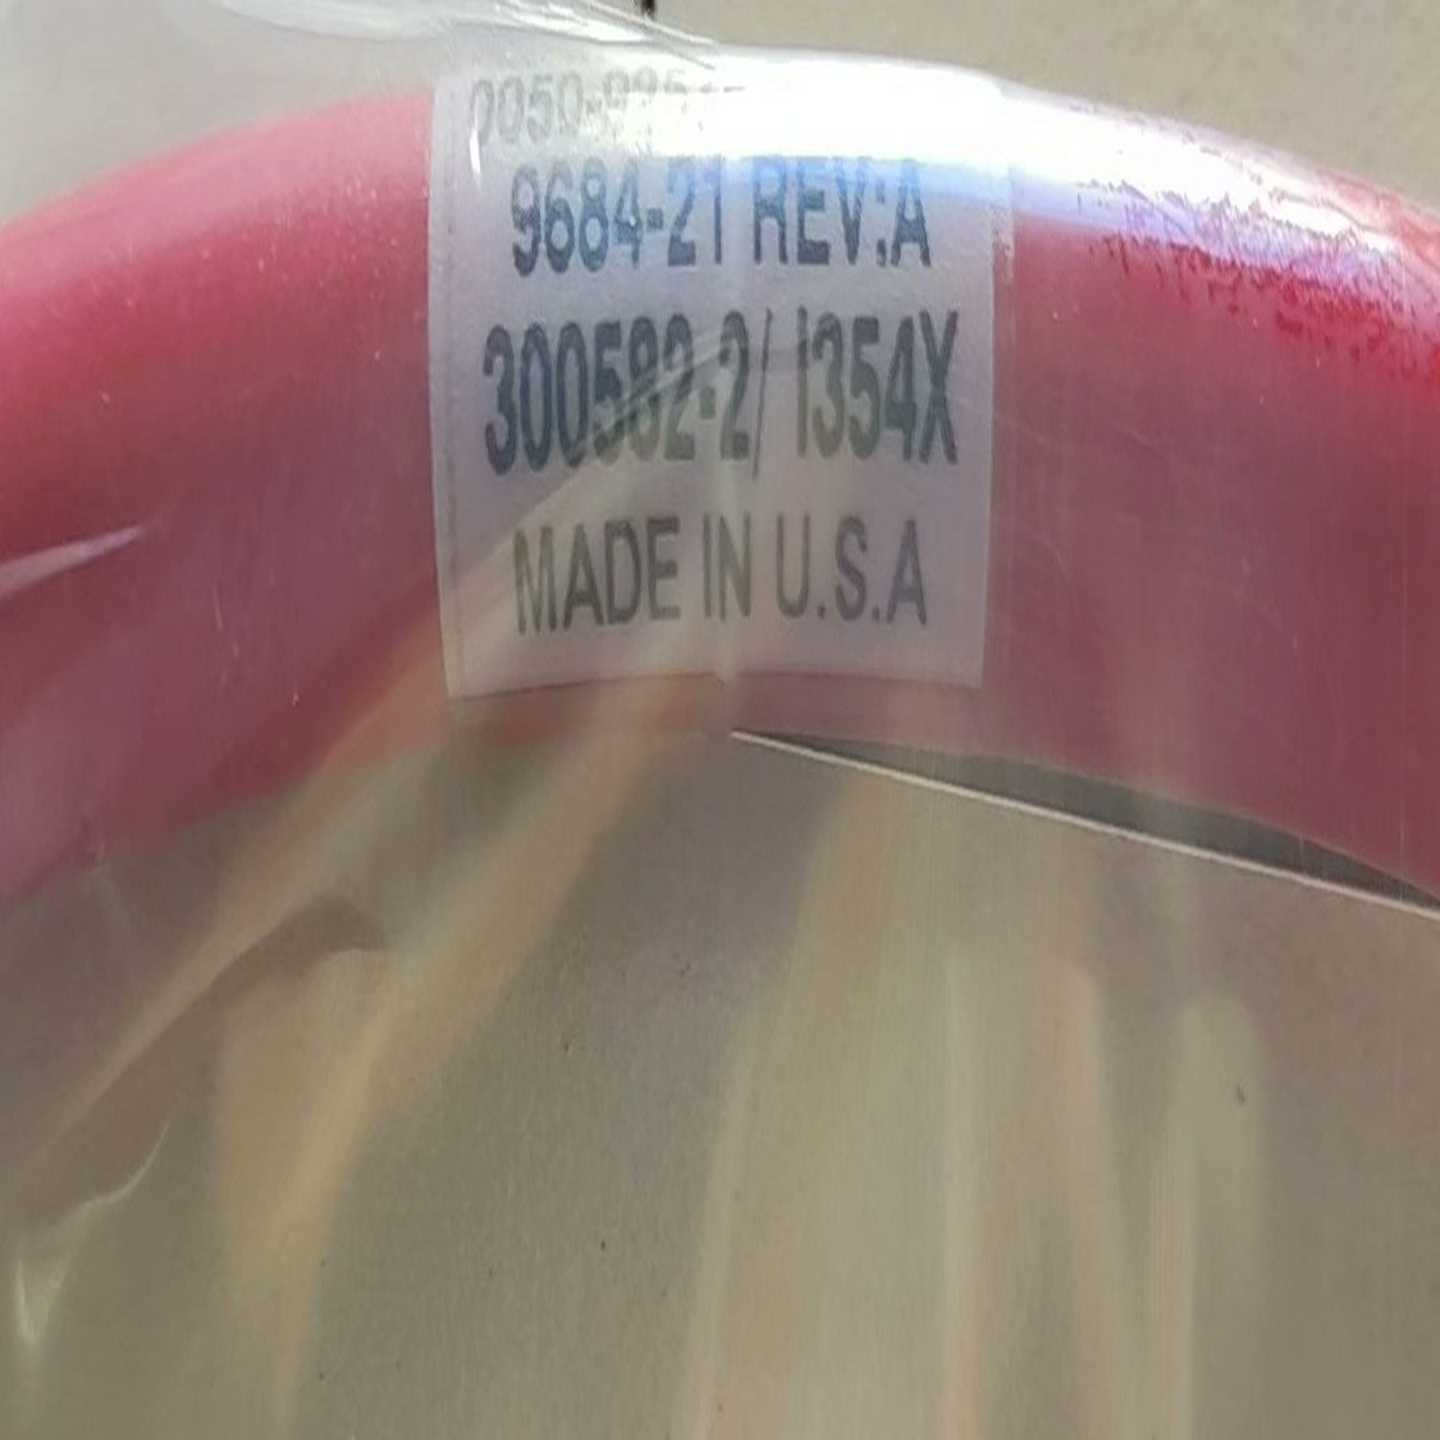 9684-21 REV:A
300582-2/ I354X
MADE IN U.S.A